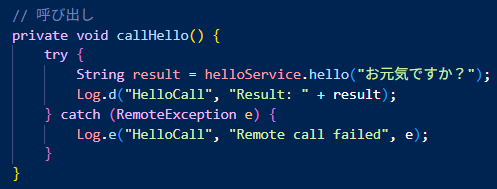 // 呼び出し
private void callHello() {
    try {
        String result = helloService.hello("お元気ですか？");
        Log.d("HelloCall", "Result: " + result);
    } catch (RemoteException e) {
        Log.e("HelloCall", "Remote call failed", e);
    }
}